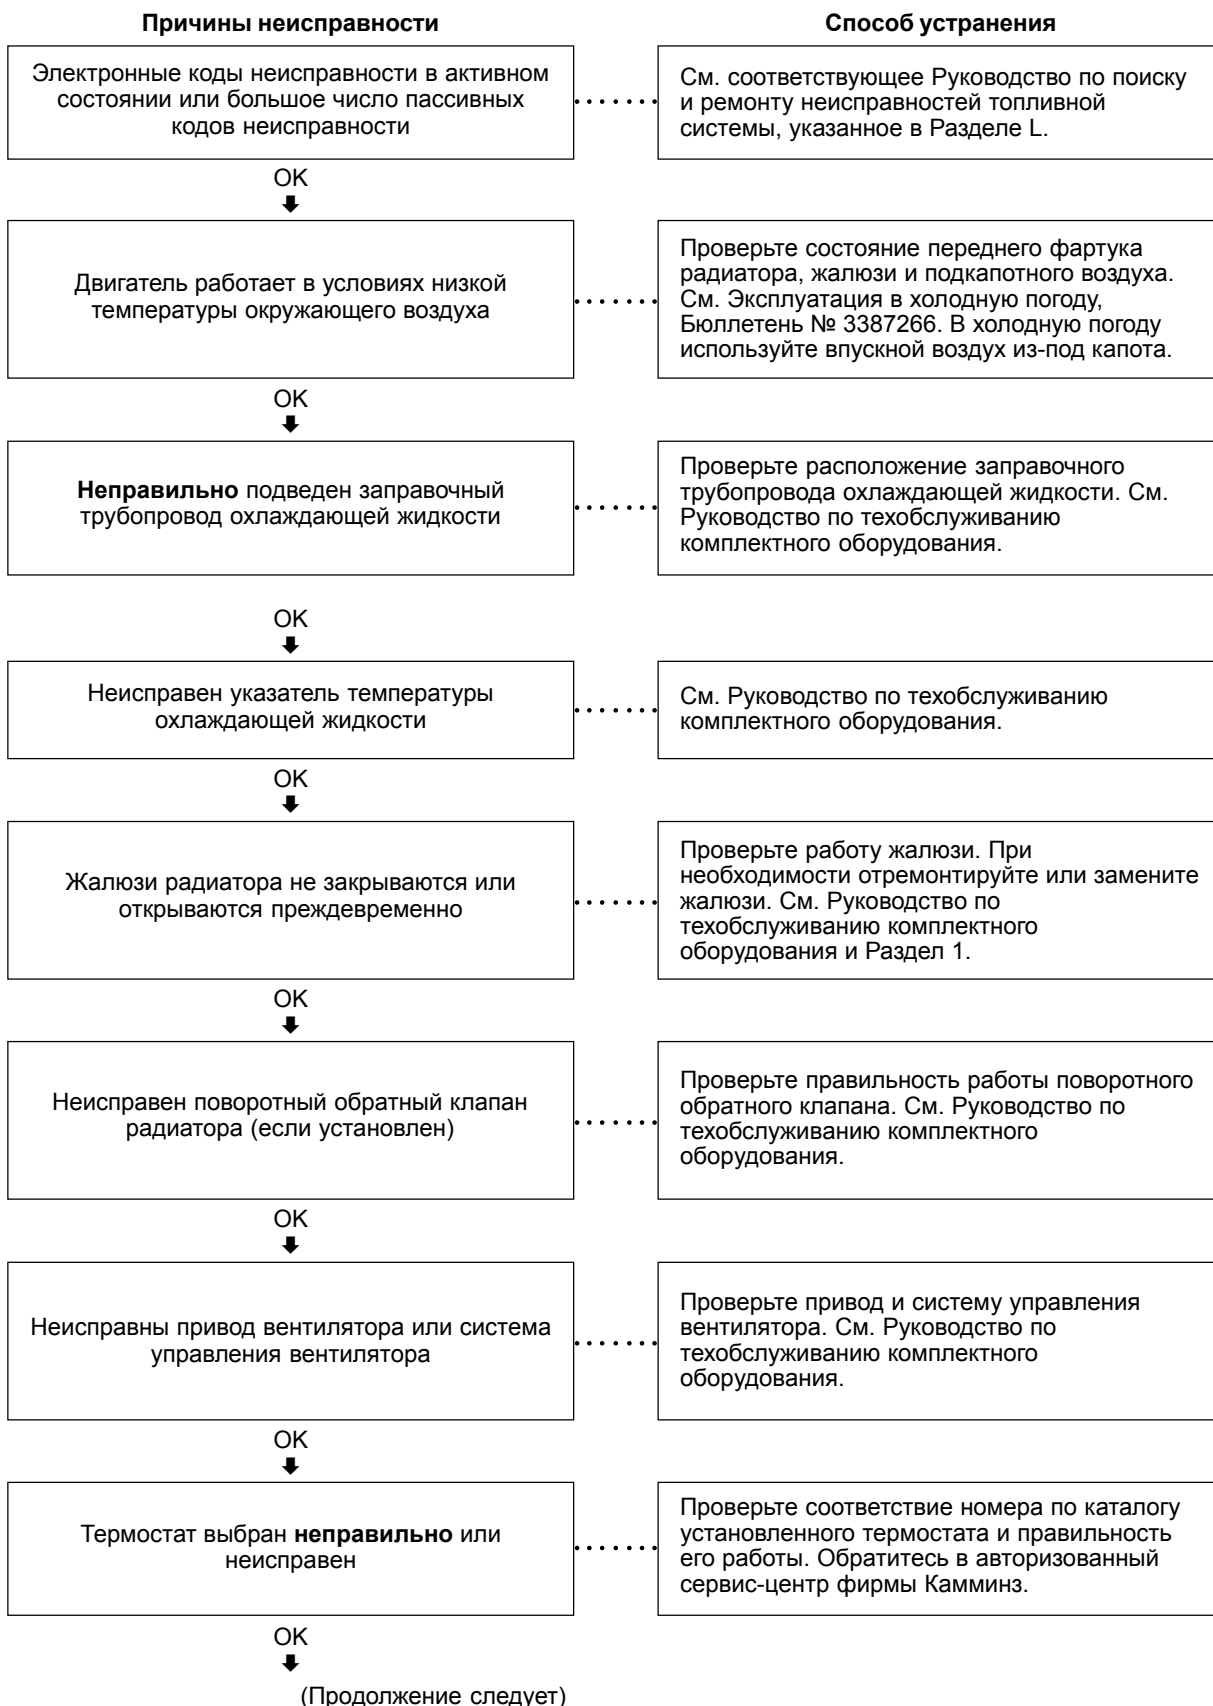 Причины неисправности
Способ устранения
Электронные коды неисправности в активном
состоянии или большое число пассивных
кодов неисправности
См. соответствующее Руководство по поиску
и ремонту неисправностей топливной
системы, указанное в Разделе L.
OK
Двигатель работает в условиях низкой
температуры окружающего воздуха
Проверьте состояние переднего фартука
радиатора, жалюзи и подкапотного воздуха.
См. Эксплуатация в холодную погоду,
Бюллетень № 3387266. В холодную погоду
используйте впускной воздух из-под капота.
OK
Неправильно подведен заправочный
трубопровод охлаждающей жидкости
Проверьте расположение заправочного
трубопровода охлаждающей жидкости. См.
Руководство по техобслуживанию
комплектного оборудования.
OK
Неисправен указатель температуры
охлаждающей жидкости
См. Руководство по техобслуживанию
комплектного оборудования.
OK
Жалюзи радиатора не закрываются или
открываются преждевременно
Проверьте работу жалюзи. При
необходимости отремонтируйте или замените
жалюзи. См. Руководство по
техобслуживанию комплектного
оборудования и Раздел 1.
OK
Неисправен поворотный обратный клапан
радиатора (если установлен)
Проверьте правильность работы поворотного
обратного клапана. См. Руководство по
техобслуживанию комплектного
оборудования.
OK
Неисправны привод вентилятора или система
управления вентилятора
Проверьте привод и систему управления
вентилятора. См. Руководство по
техобслуживанию комплектного
оборудования.
OK
Термостат выбран неправильно или
неисправен
Проверьте соответствие номера по каталогу
установленного термостата и правильность
его работы. Обратитесь в авторизованный
сервис-центр фирмы Камминз.
OK
(Продолжение следует)